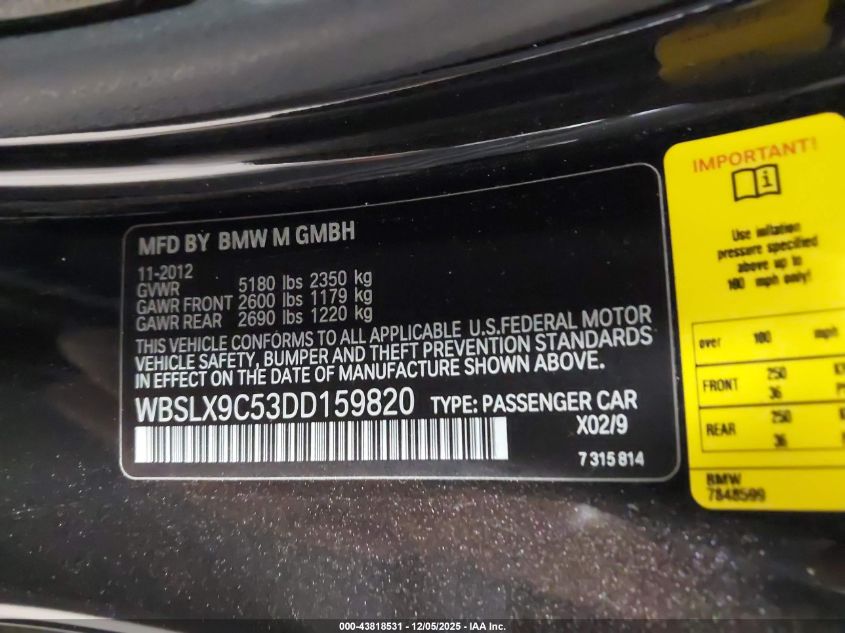 MFD BY BMW M GMBH
11-2012
GVWR 5180 lbs 2350 kg
GAWR FRONT 2600 lbs 1179 kg
GAWR REAR 2690 lbs 1220 kg
THIS VEHICLE CONFORMS TO ALL APPLICABLE U.S.FEDERAL MOTOR
VEHICLE SAFETY, BUMPER AND THEFT PREVENTION STANDARDS
IN EFFECT ON THE DATE OF MANUFACTURE SHOWN ABOVE.
WBSLX9C53DD159820 TYPE: PASSENGER CAR
X02/9
7 315 814
IMPORTANT!
i
Use inflation
pressure specified
above up to
160 mph only!
over 160 mph
250
FRONT
36
250
REAR
36
BMW
7848599
000-43818531 - 12/05/2025 - IAA Inc.